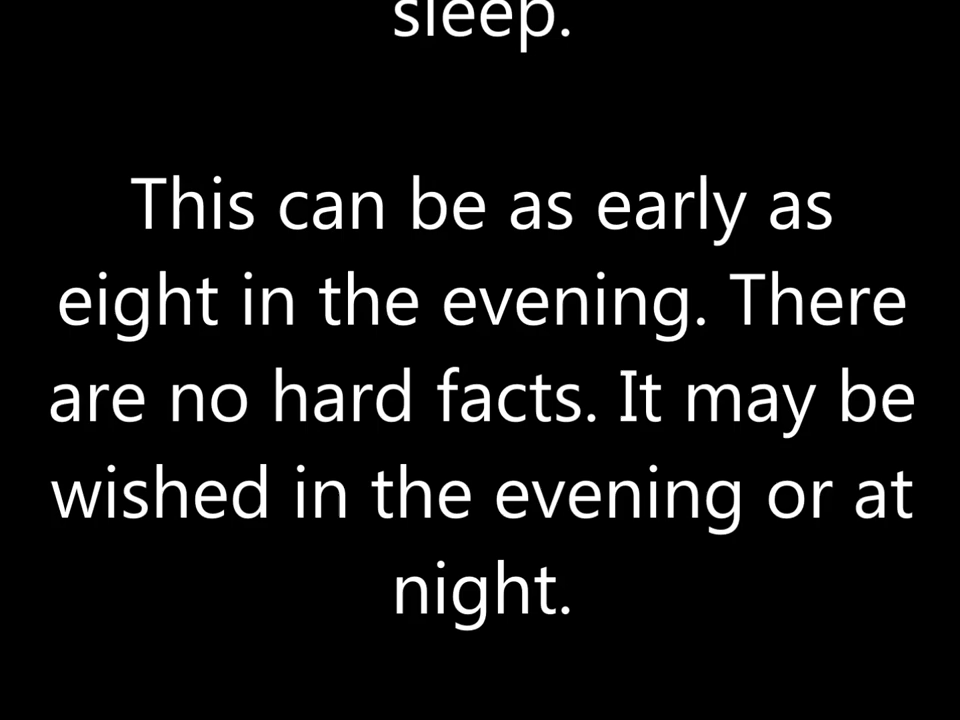 sleep.
This can be as early as
eight in the evening. There
are no hard facts. It may be
wished in the evening or at
night.